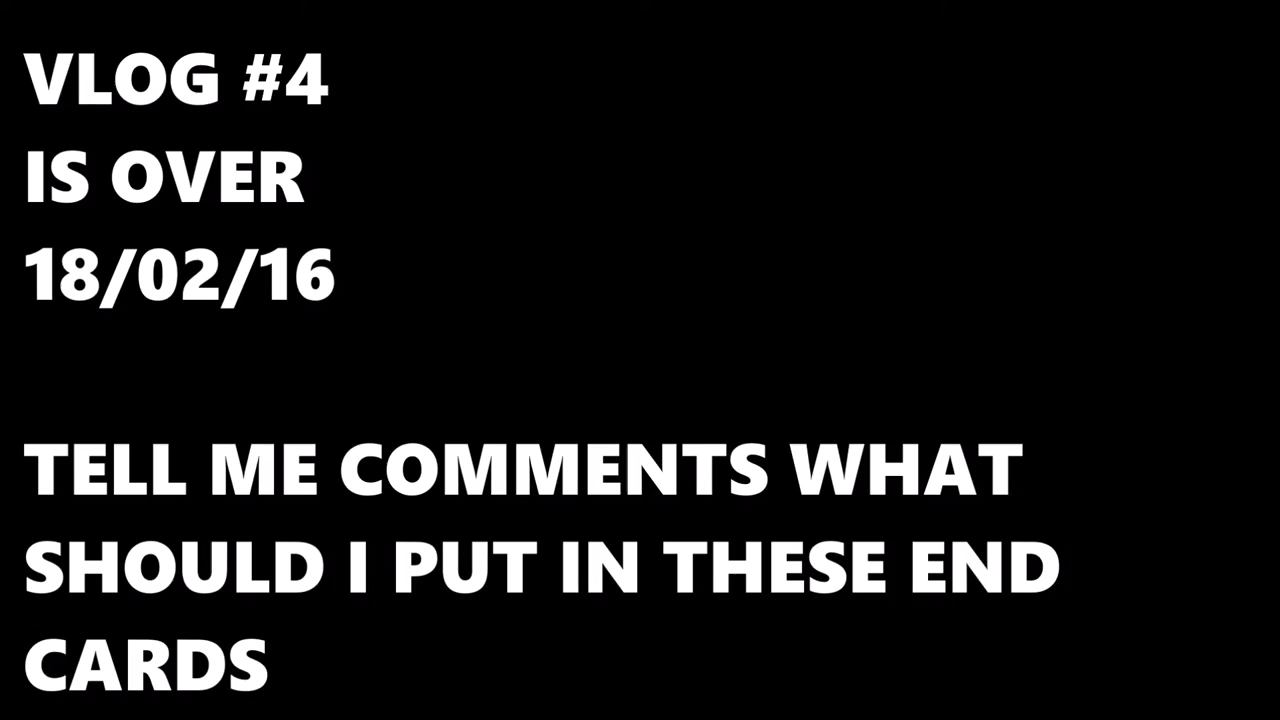 VLOG #4
IS OVER
18/02/16
TELL ME COMMENTS WHAT
SHOULD I PUT IN THESE END
CARDS